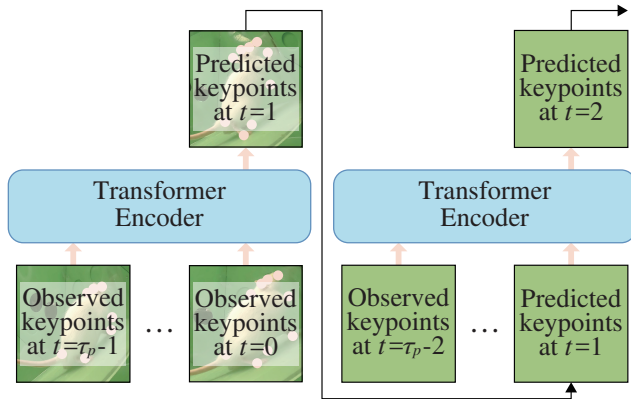 Predicted
keypoints
at t=1
Predicted
keypoints
at t=2
Transformer
Encoder
Transformer
Encoder
Observed
keypoints
at t=τₚ-1
...
Observed
keypoints
at t=0
Observed
keypoints
at t=τₚ-2
...
Predicted
keypoints
at t=1